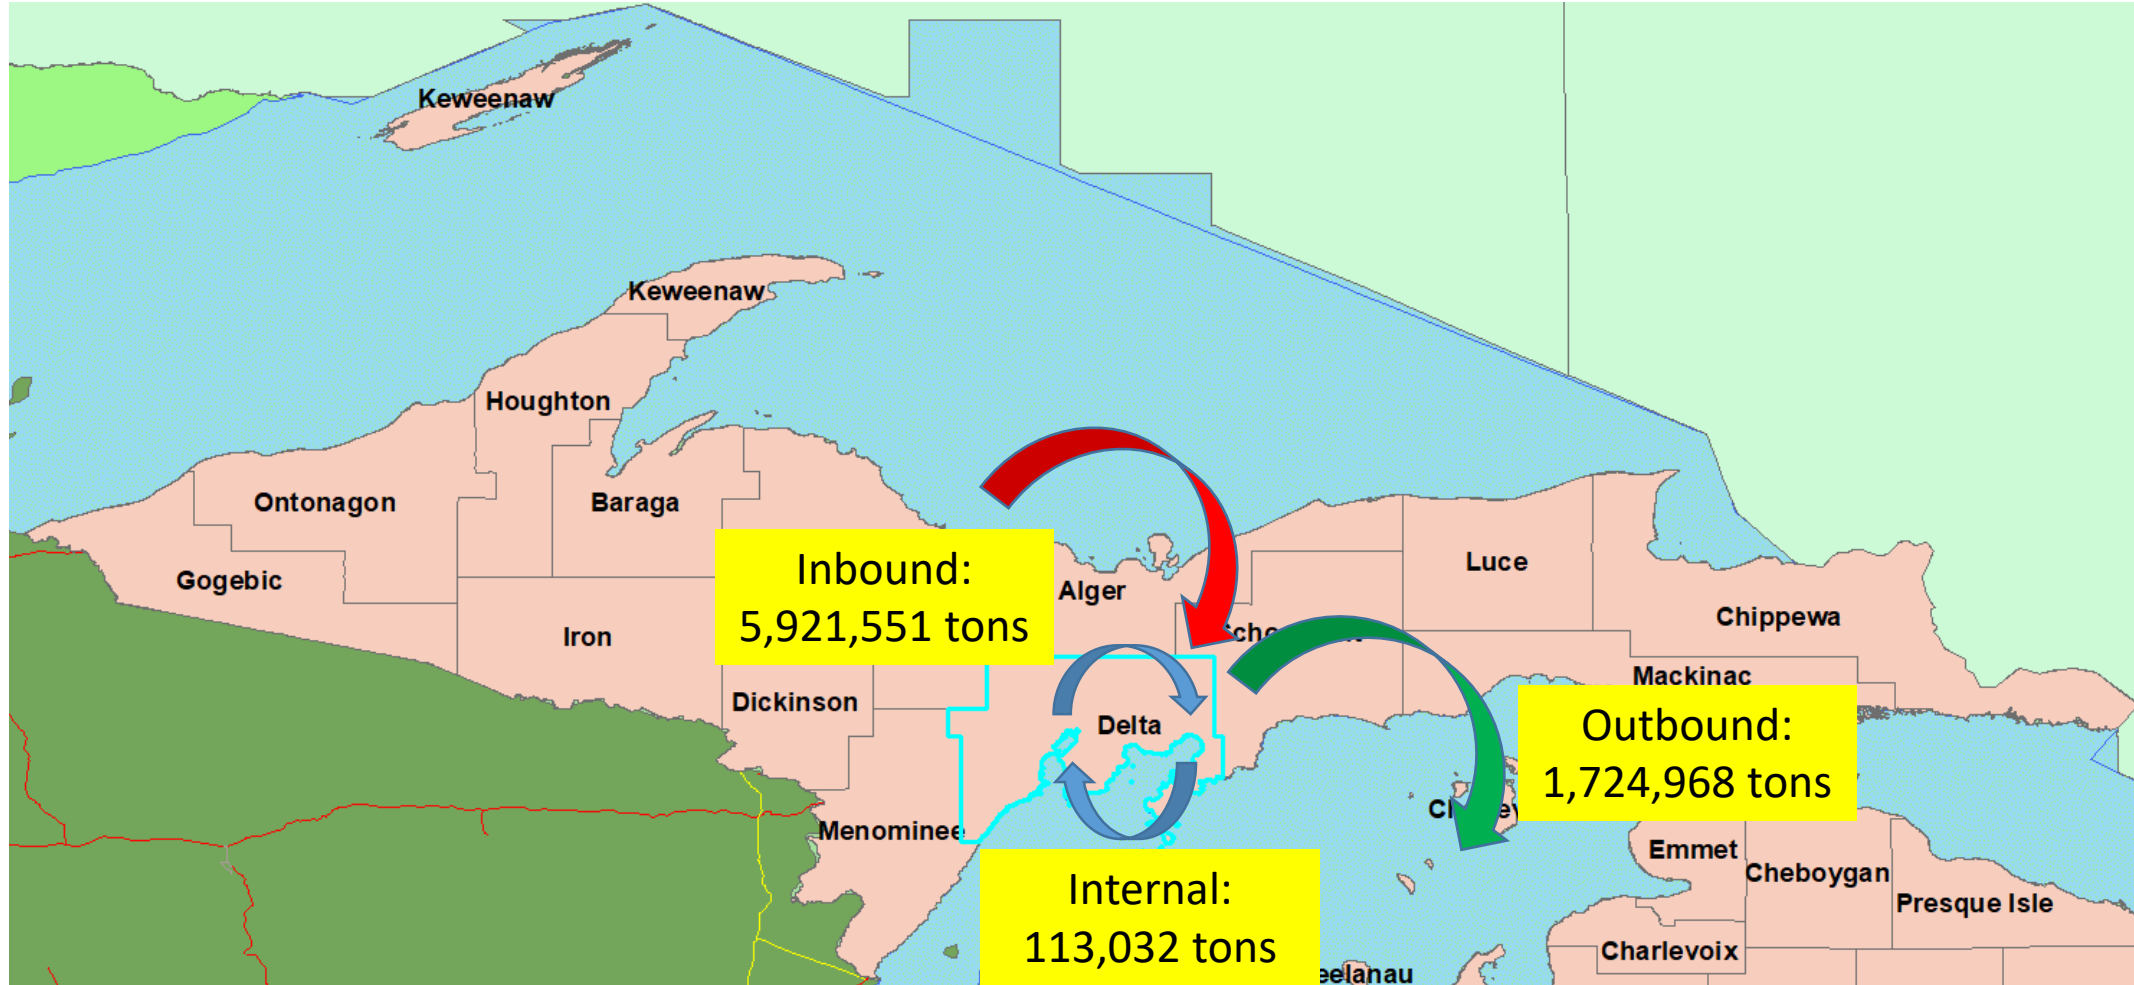 Keweenaw
Keweenaw
Houghton
Ontonagon
Baraga
Gogebic
Iron
Inbound:
5,921,551 tons
Alger
Luce
Chippewa
Mackinac
Dickinson
Delta
Outbound:
1,724,968 tons
Menominee
Internal:
113,032 tons
Emmet
Cheboygan
Presque Isle
Charlevoix
eelanau